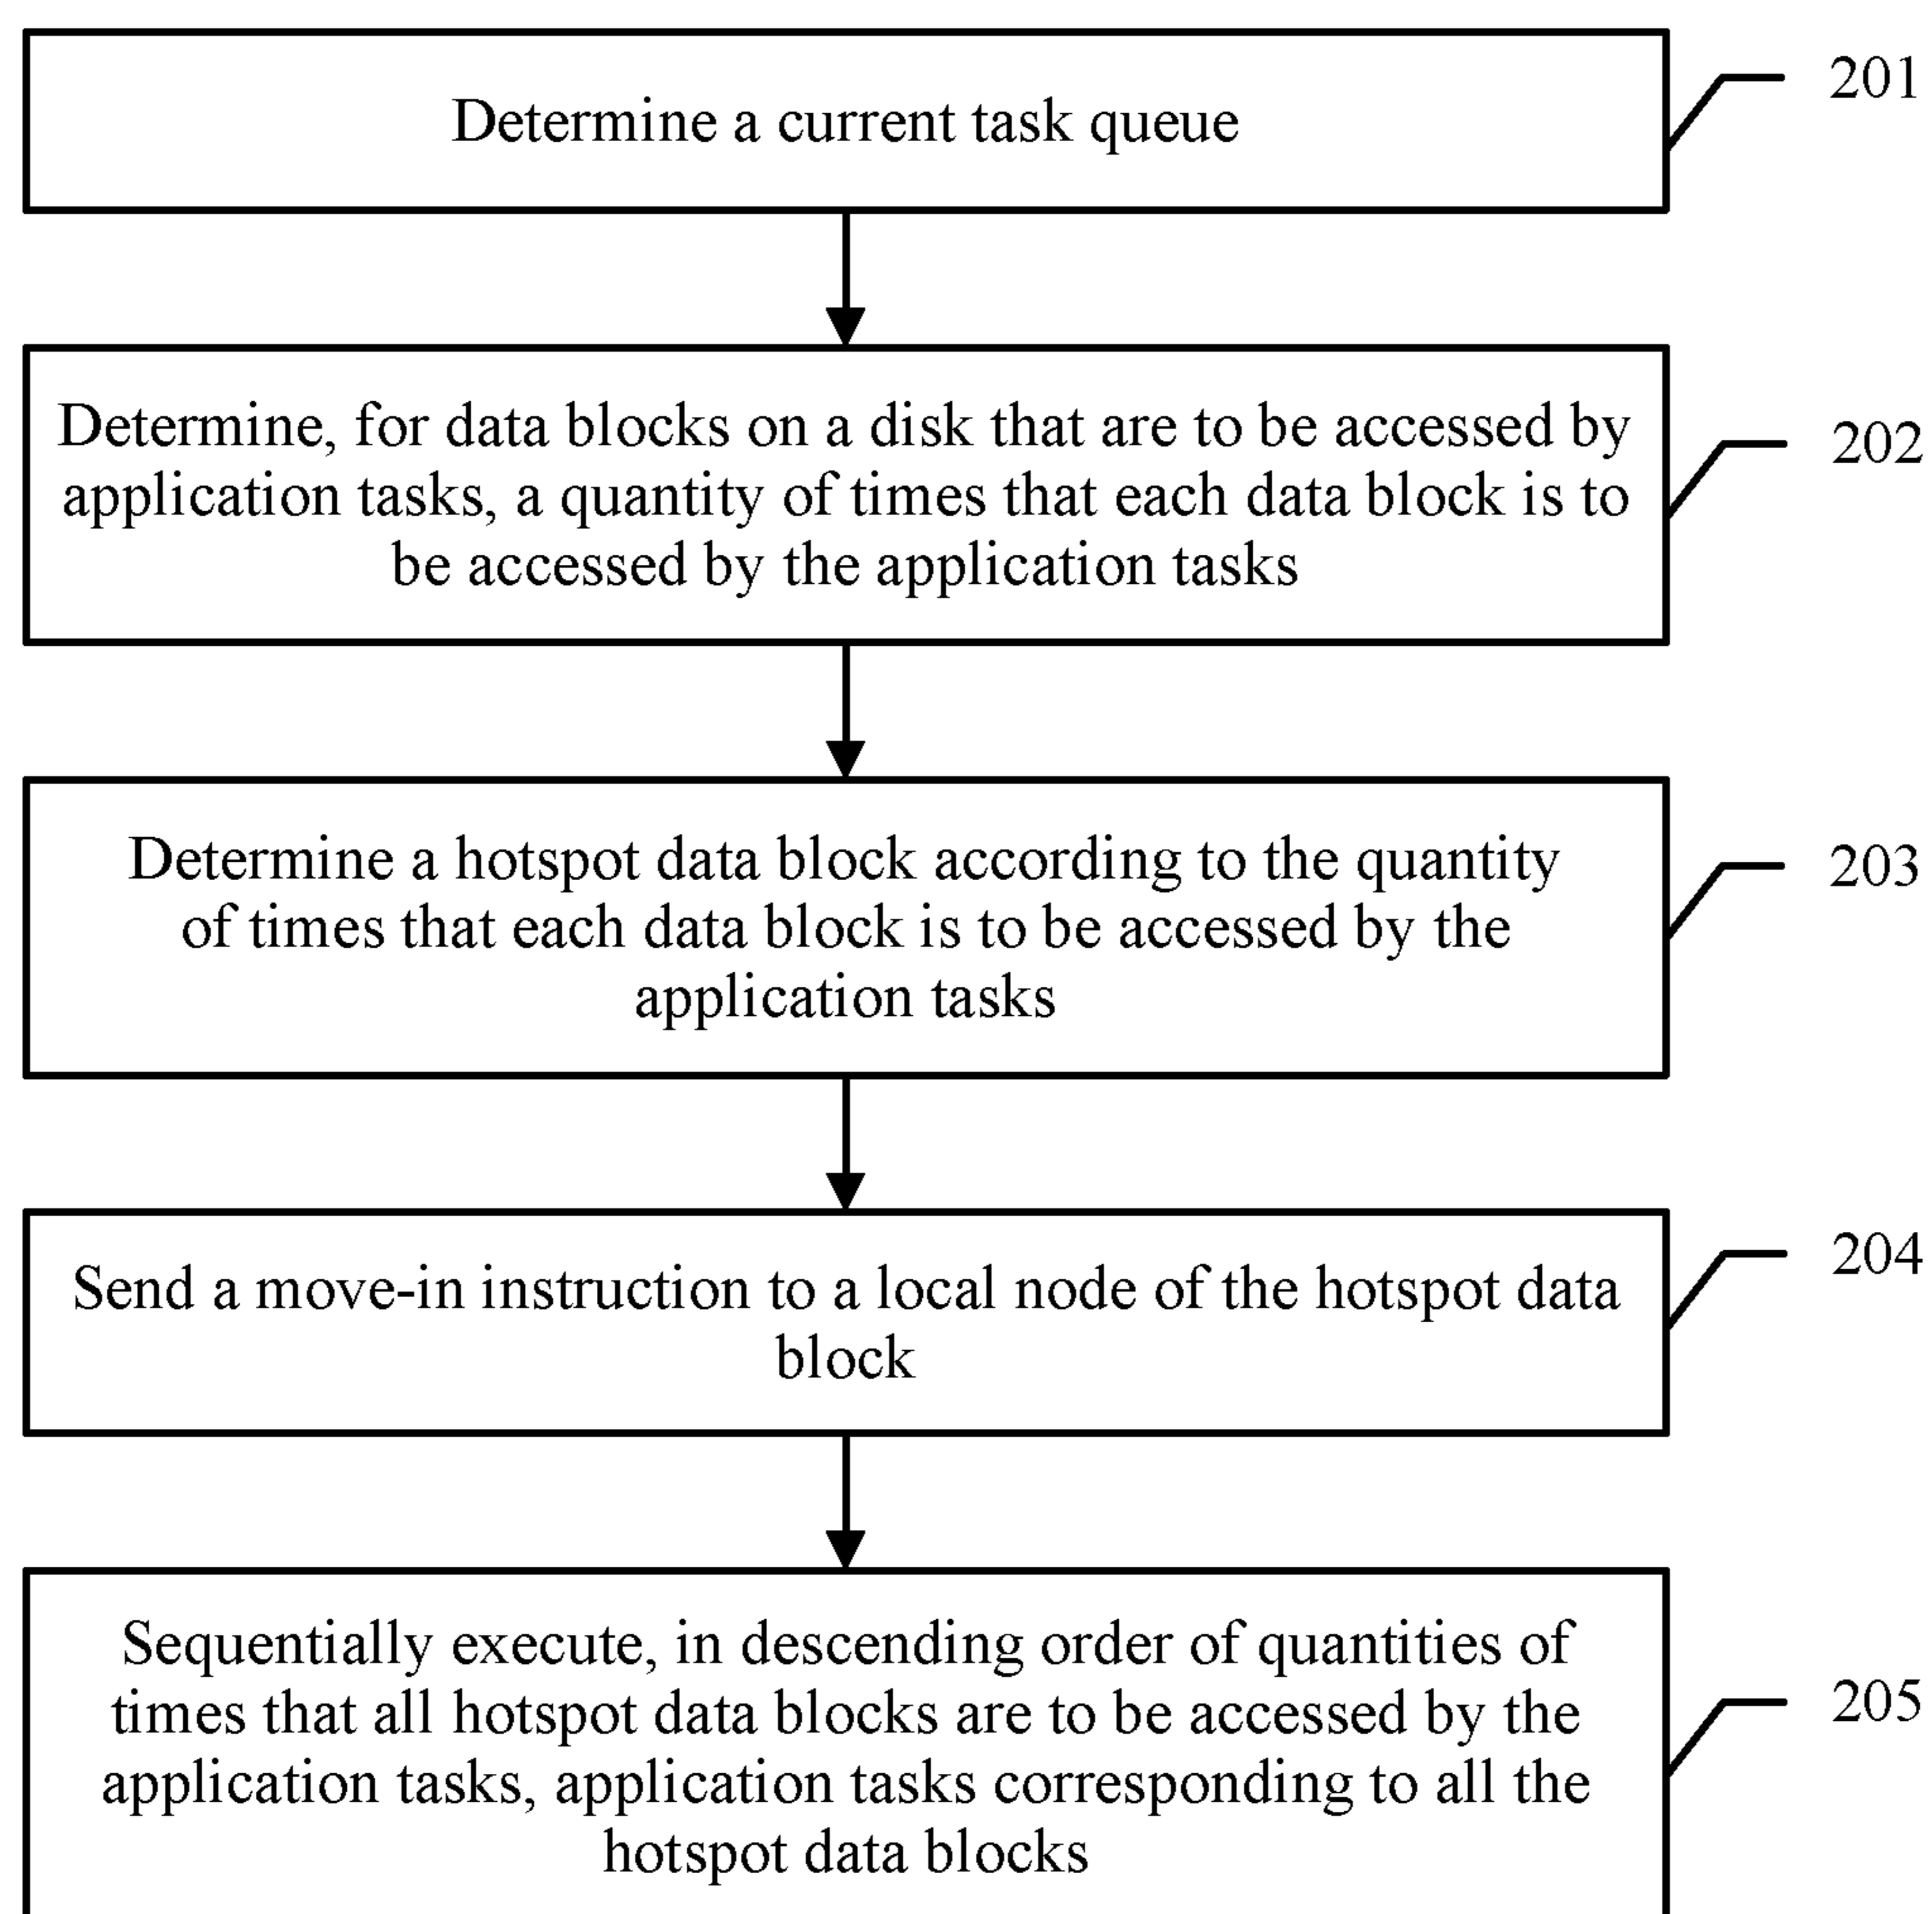 Determine a current task queue
201
Determine, for data blocks on a disk that are to be accessed by
application tasks, a quantity of times that each data block is to
be accessed by the application tasks
202
Determine a hotspot data block according to the quantity
of times that each data block is to be accessed by the
application tasks
203
Send a move-in instruction to a local node of the hotspot data
block
204
Sequentially execute, in descending order of quantities of
times that all hotspot data blocks are to be accessed by the
application tasks, application tasks corresponding to all the
hotspot data blocks
205